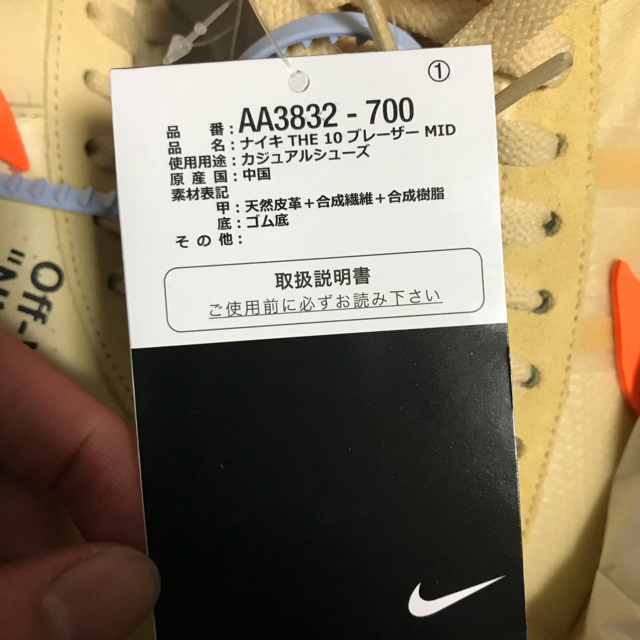 ①
品 番:AA3832 - 700
品 名:ナイキ THE 10 ブレーザー MID
使用用途:カジュアルシューズ
原 産 国:中国
素材表記
甲:天然皮革+合成繊維+合成樹脂
底:ゴム底
そ の 他:
取扱説明書
ご使用前に必ずお読み下さい